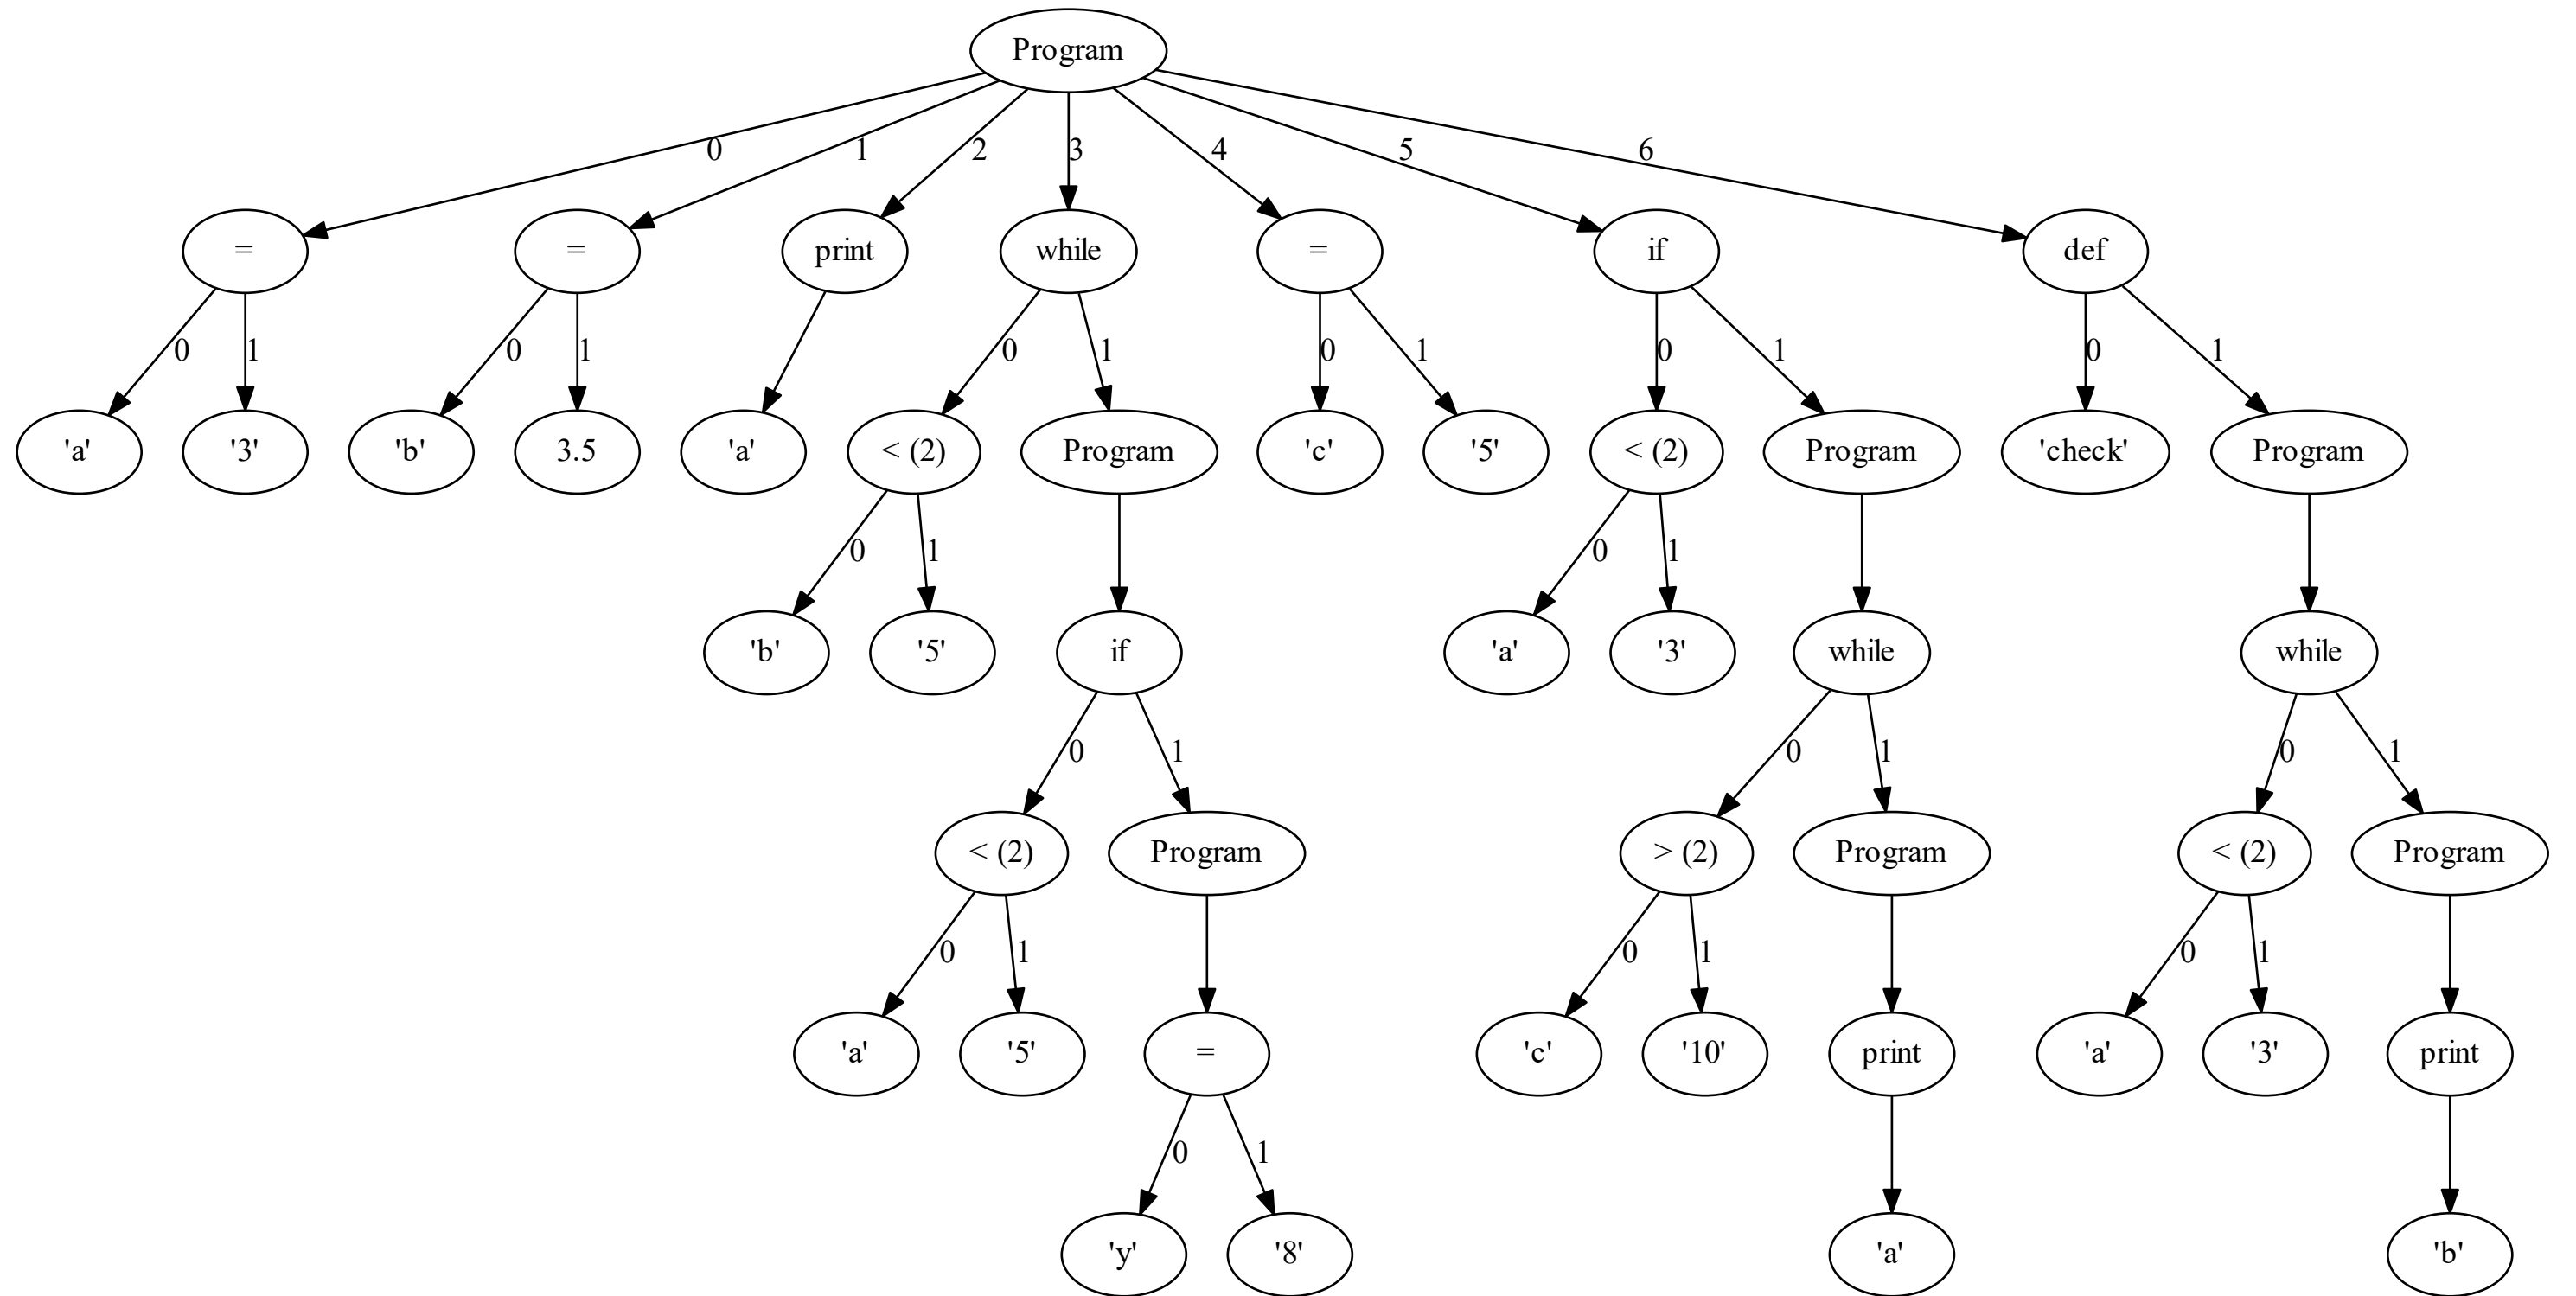 Program
0 1 2 3 4 5 6
= = print while = if def
0 1 0 1 0 1 0 1 0 1 0 1
'a' '3' 'b' 3.5 'a' < (2) Program 'c' '5' < (2) Program 'check' Program
0 1 0 1
'b' '5' if 'a' '3' while while
0 1 0 1 0 1
< (2) Program > (2) Program < (2) Program
0 1 0 1 0 1
'a' '5' = 'c' '10' print 'a' '3' print
0 1
'y' '8' 'a' 'b'